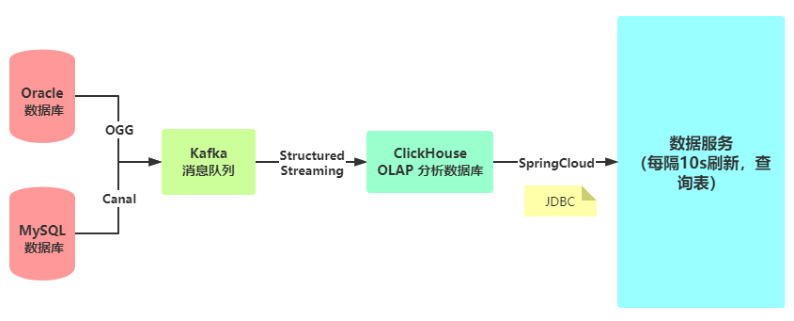 Oracle
数据库
OGG
Kafka
消息队列
Structured
Streaming
ClickHouse
OLAP 分析数据库
SpringCloud
JDBC
数据服务
（每隔10s刷新，查
询表）
Canal
MySQL
数据库